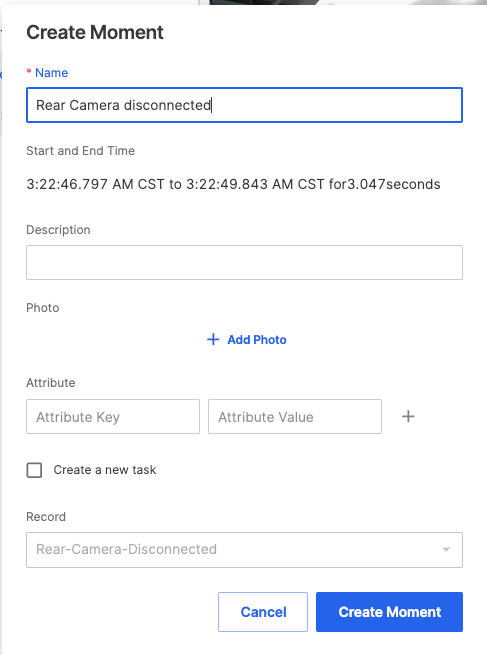 Create Moment
* Name
Rear Camera disconnected
Start and End Time
3:22:46.797 AM CST to 3:22:49.843 AM CST for3.047seconds
Description
Photo
+ Add Photo
Attribute
Attribute Key
Attribute Value
+
Create a new task
Record
Rear-Camera-Disconnected
Cancel
Create Moment